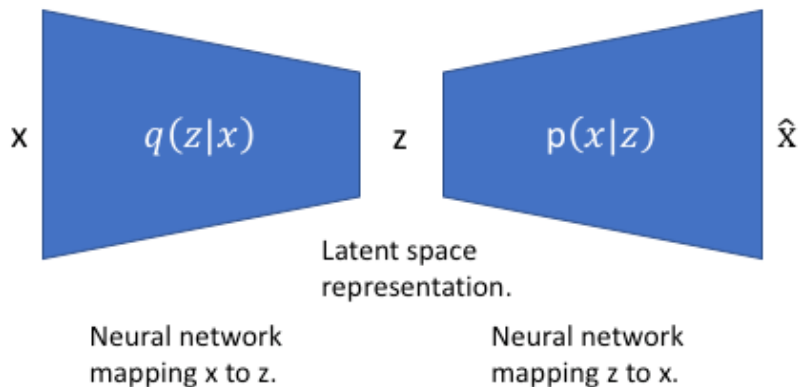 x q(z|x) z p(x|z) x̂
Latent space
representation.
Neural network
mapping x to z.
Neural network
mapping z to x.